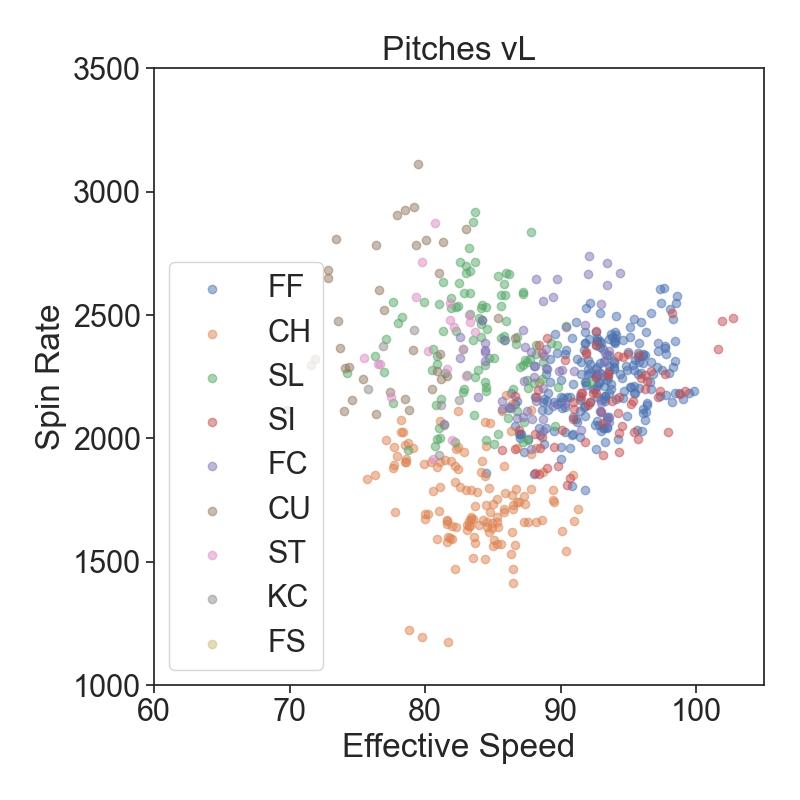 Pitches vL
3500
3000
2500
2000
1500
1000
Spin Rate
FF
CH
SL
SI
FC
CU
ST
KC
FS
60 70 80 90 100
Effective Speed